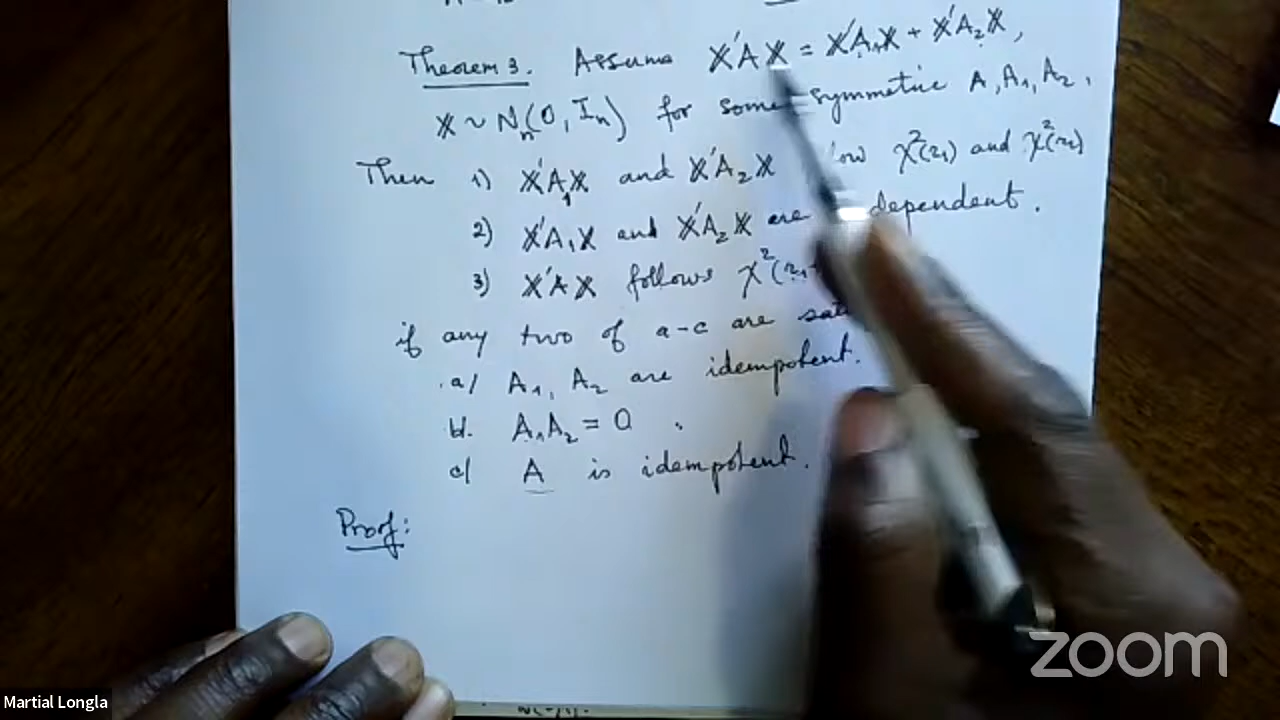 Theorem 3. Assume X'AX = X'A₁X + X'A₂X,
X ~ Nₙ(0, Iₙ) for some symmetric A, A₁, A₂.
Then 1) X'A₁X and X'A₂X χ²(r₁) and χ²(r₂)
2) X'A₁X and X'A₂X are dependent.
3) X'AX follows χ²(r₁+
if any two of a-c are
a/ A₁, A₂ are idempotent.
b/. A₁A₂ = 0.
c/ A is idempotent.
Proof:
zoom
Martial Longla